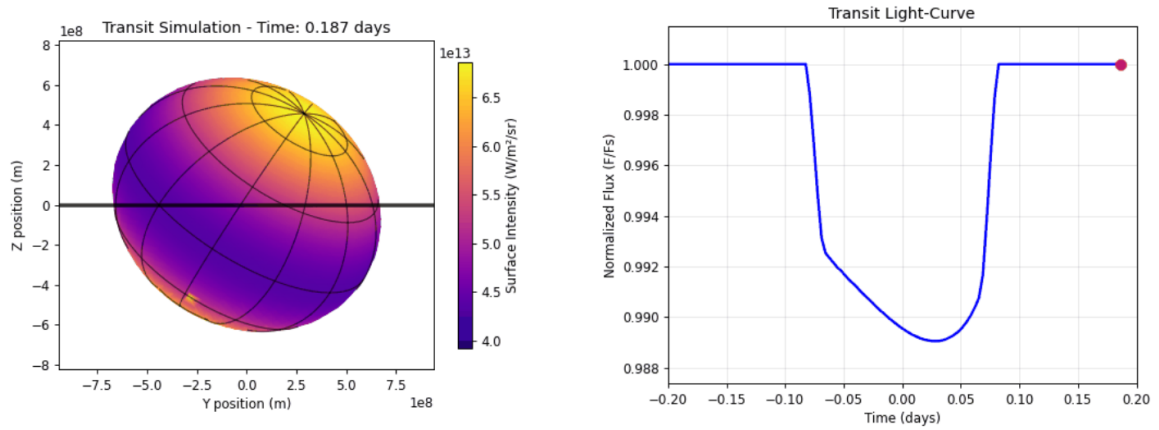 Transit Simulation - Time: 0.187 days
1e8
1e13
8
6
4
2
0
−2
−4
−6
−8
Z position (m)
−7.5 −5.0 −2.5 0.0 2.5 5.0 7.5
1e8
Y position (m)
6.5
6.0
5.5
5.0
4.5
4.0
Surface Intensity (W/m²/sr)
Transit Light-Curve
1.000
0.998
0.996
0.994
0.992
0.990
0.988
Normalized Flux (F/Fs)
−0.20 −0.15 −0.10 −0.05 0.00 0.05 0.10 0.15 0.20
Time (days)